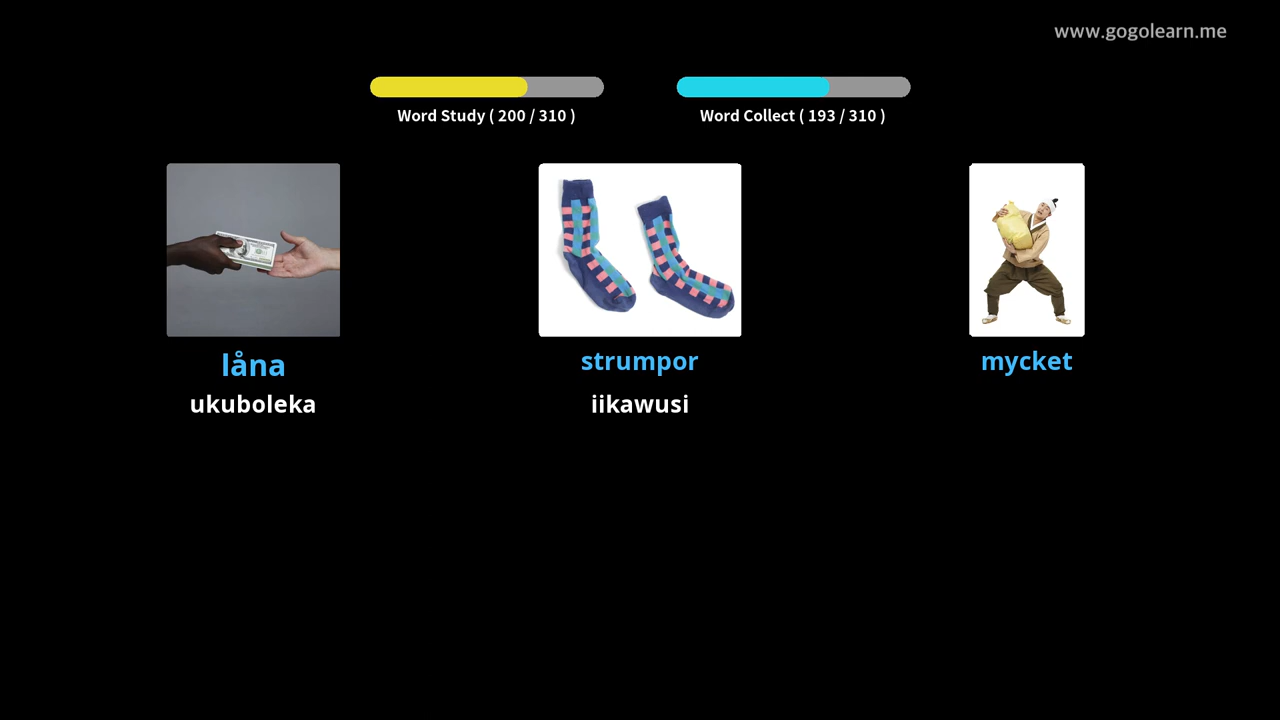 www.gogolearn.me
Word Study ( 200 / 310 )
Word Collect ( 193 / 310 )
låna
strumpor
mycket
ukuboleka
iikawusi